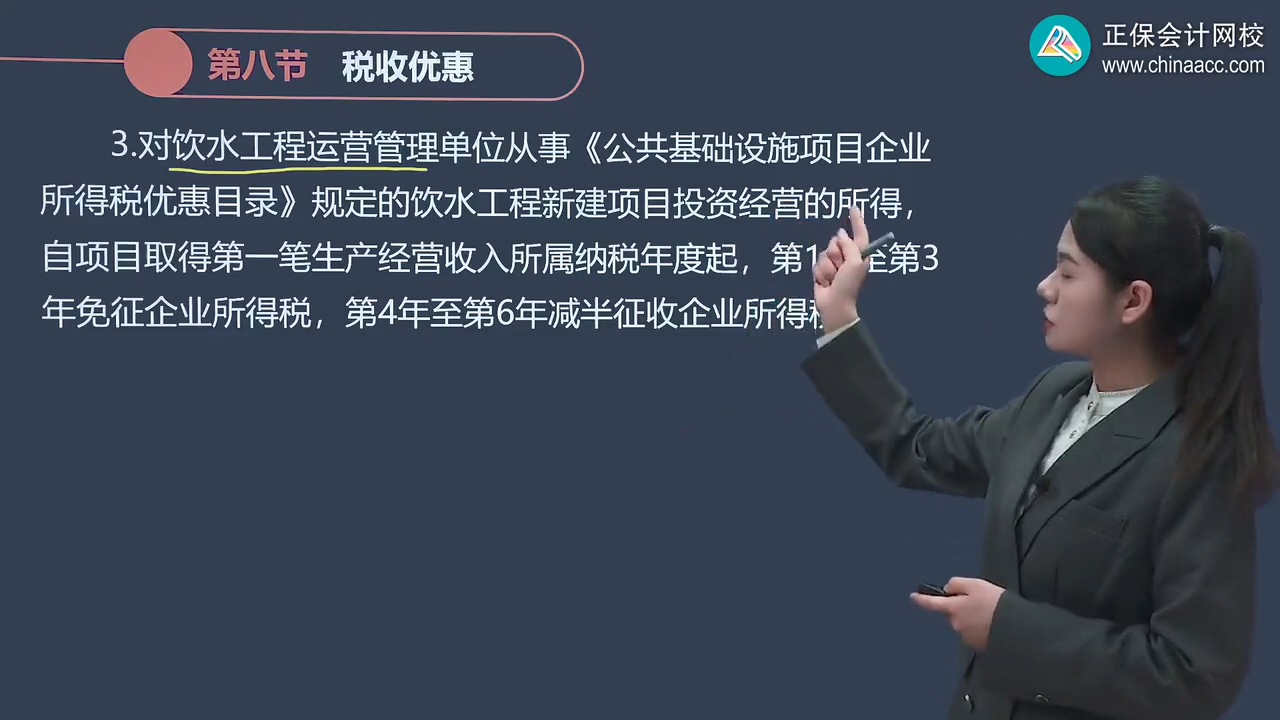 第八节 税收优惠
正保会计网校
www.chinaacc.com
3.对饮水工程运营管理单位从事《公共基础设施项目企业
所得税优惠目录》规定的饮水工程新建项目投资经营的所得，
自项目取得第一笔生产经营收入所属纳税年度起，第1 至第3
年免征企业所得税，第4年至第6年减半征收企业所得